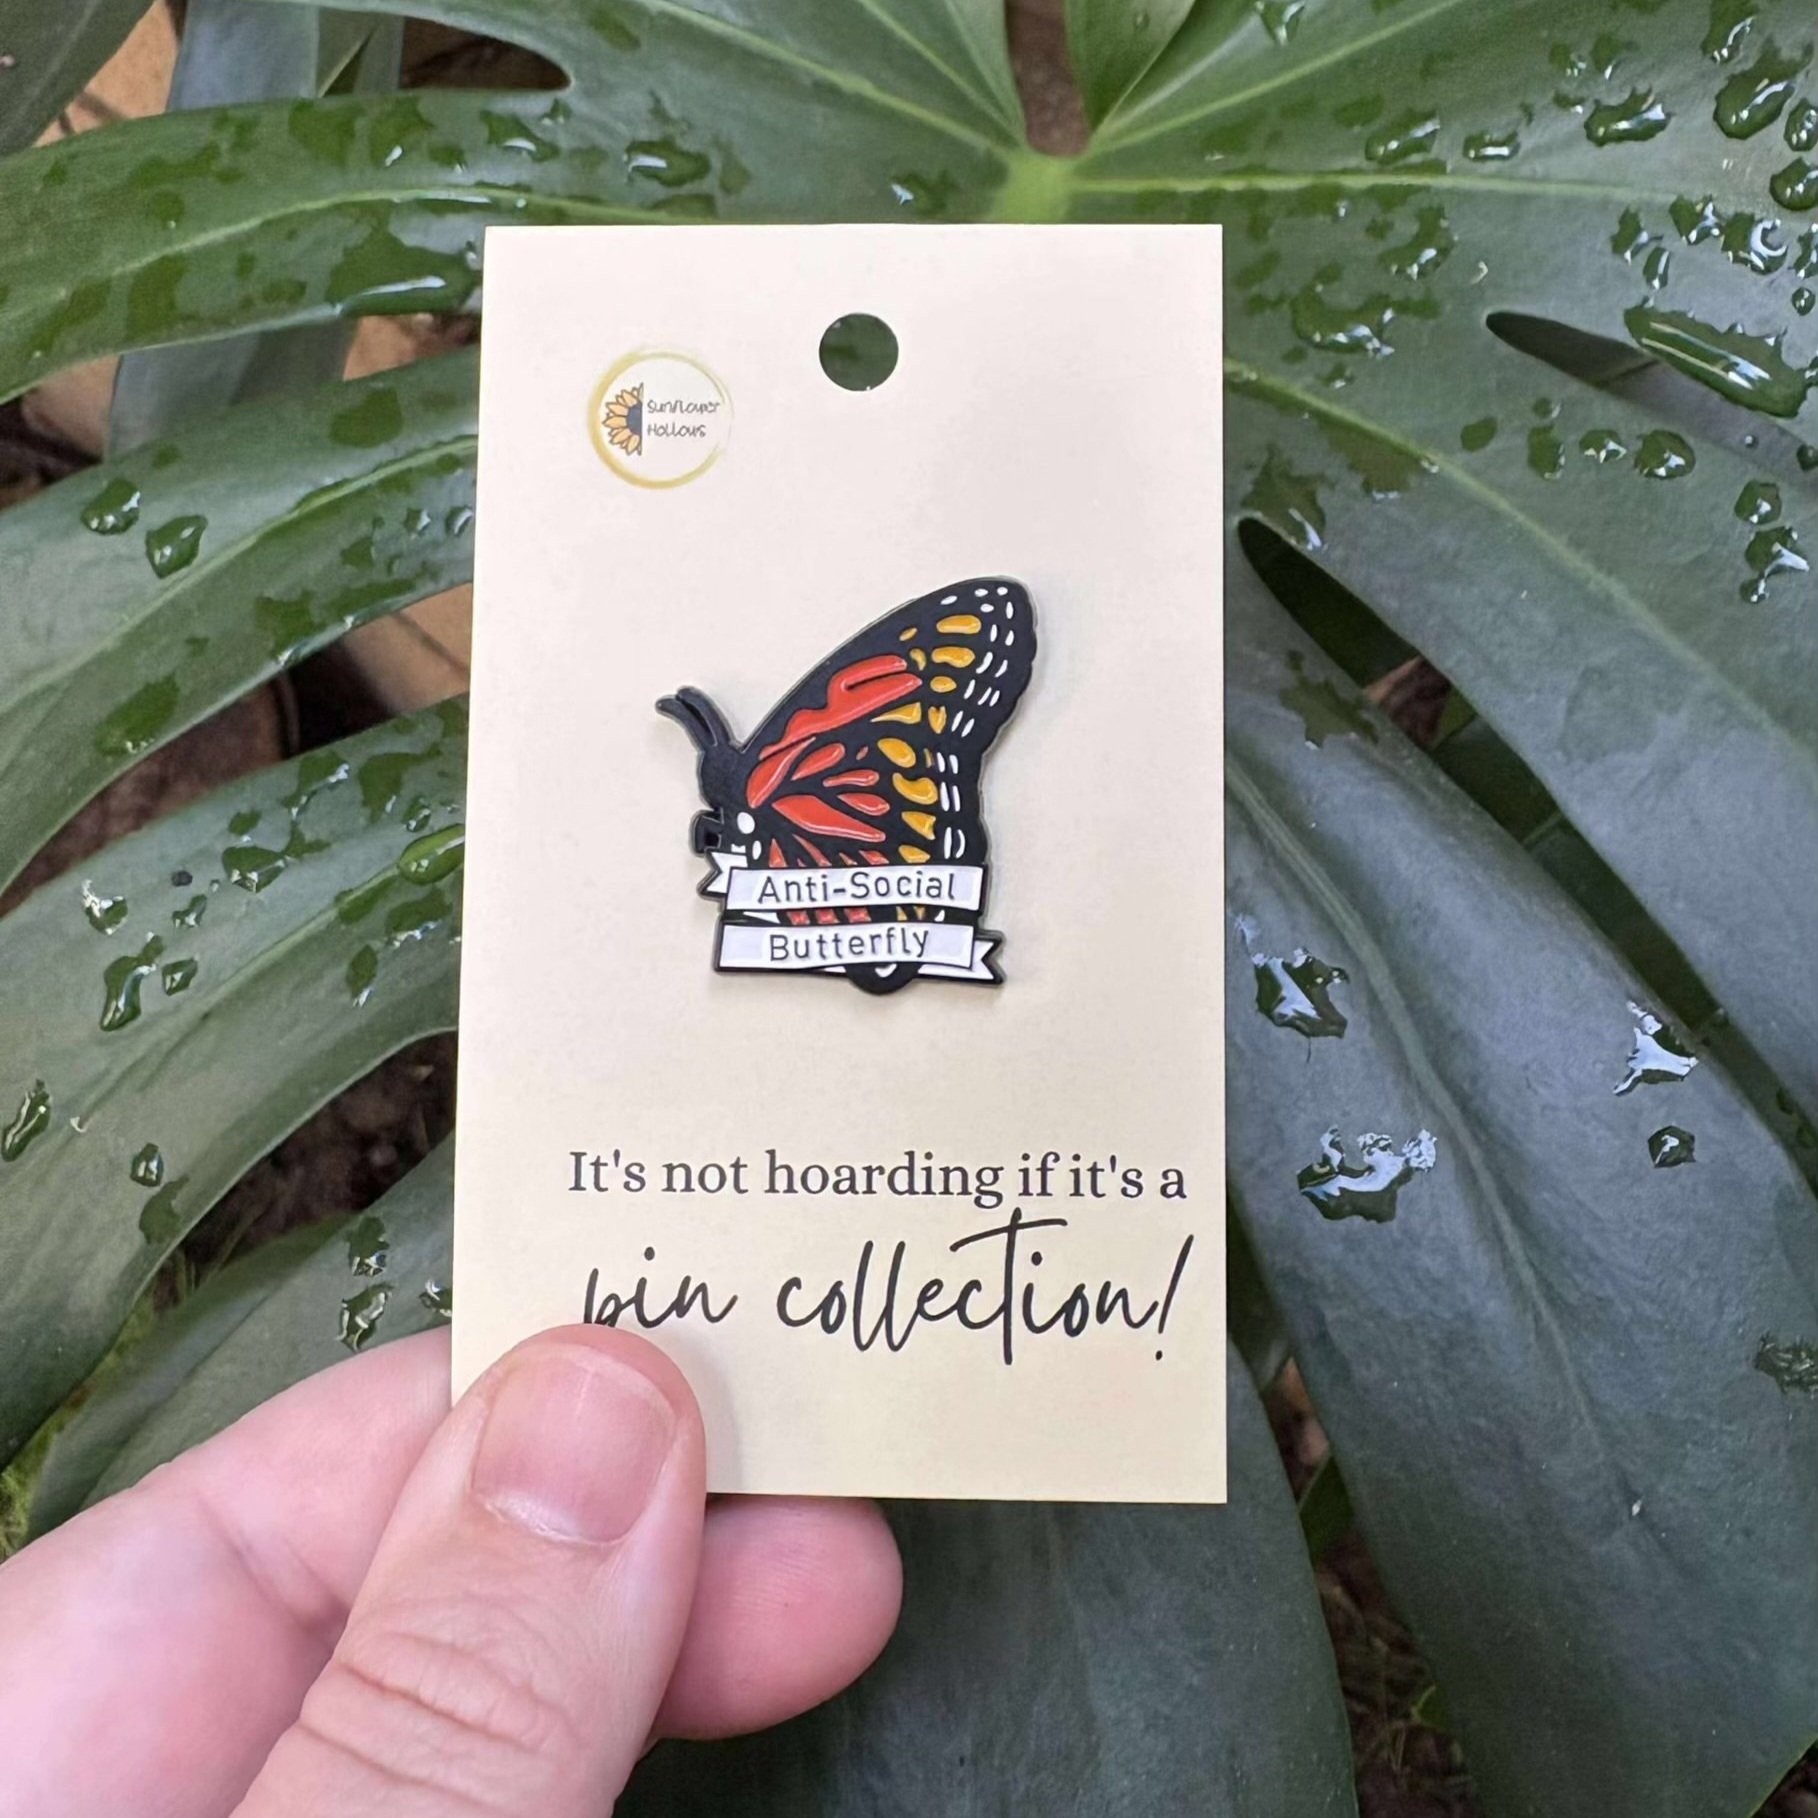 Sunflower
Hollows
Anti-Social
Butterfly
It's not hoarding if it's a
pin collection!